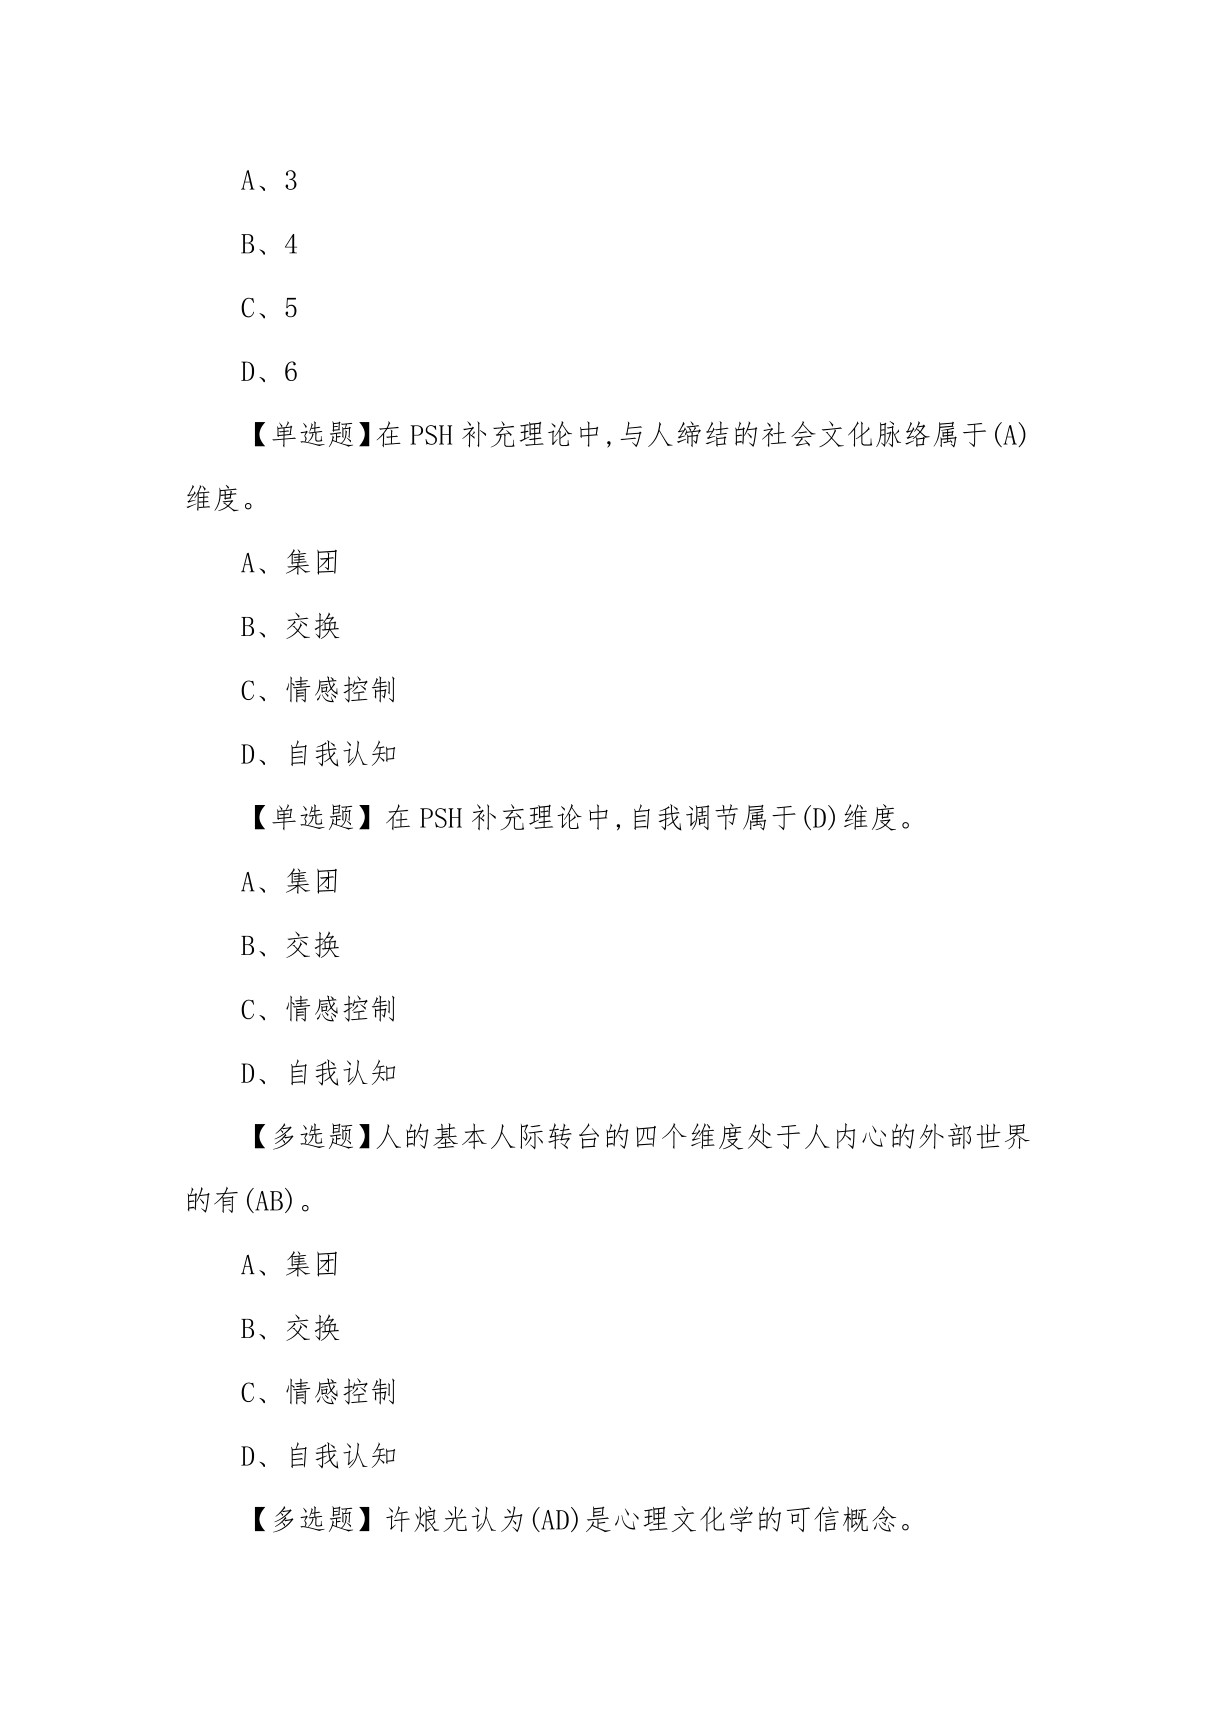 A、3
B、4
C、5
D、6
【单选题】在 PSH 补充理论中,与人缔结的社会文化脉络属于(A)
维度。
A、集团
B、交换
C、情感控制
D、自我认知
【单选题】 在 PSH 补充理论中,自我调节属于(D)维度。
A、集团
B、交换
C、情感控制
D、自我认知
【多选题】人的基本人际转台的四个维度处于人内心的外部世界
的有(AB)。
A、集团
B、交换
C、情感控制
D、自我认知
【多选题】 许烺光认为(AD)是心理文化学的可信概念。